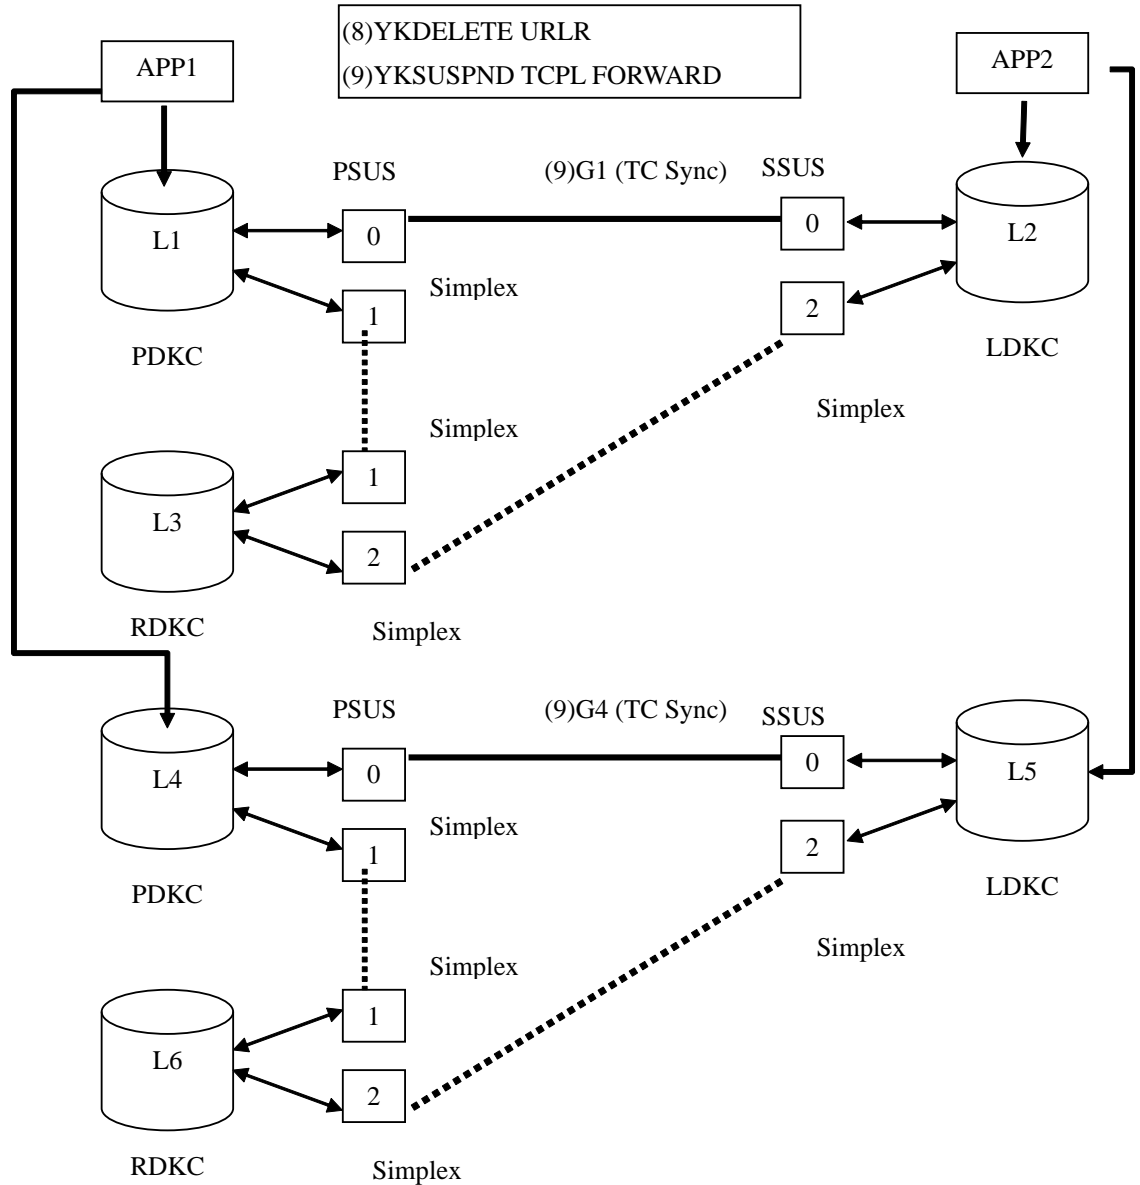 (8)YKDELETE URLR
(9)YKSUSPND TCPL FORWARD
APP1
APP2
PSUS
(9)G1 (TC Sync)
SSUS
L1
0
0
L2
Simplex
1
2
PDKC
LDKC
Simplex
Simplex
1
L3
2
RDKC
Simplex
PSUS
(9)G4 (TC Sync)
SSUS
L4
0
0
L5
Simplex
1
2
PDKC
LDKC
Simplex
Simplex
1
L6
2
RDKC
Simplex